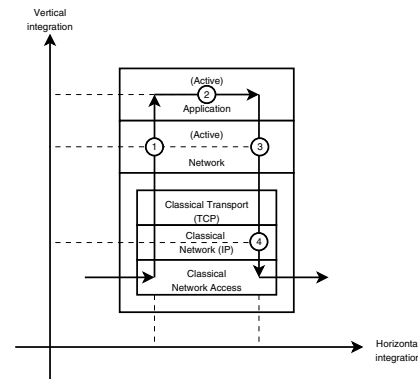 Vertical
integration
(Active)
2
Application
(Active)
1
3
Network
Classical Transport
(TCP)
Classical
Network (IP)
4
Classical
Network Access
Horizontal
integration